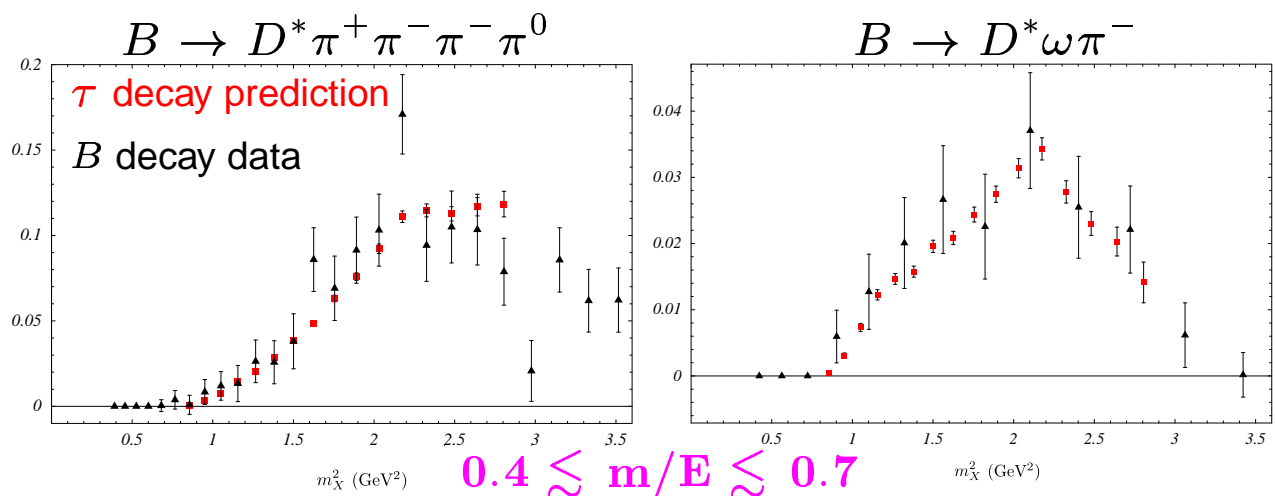 B → D*π⁺π⁻π⁻π⁰
τ decay prediction
B decay data
0.2
0.15
0.1
0.05
0
0.5 1 1.5 2 2.5 3 3.5
m²_X (GeV²)
B → D*ωπ⁻
0.04
0.03
0.02
0.01
0
0.5 1 1.5 2 2.5 3 3.5
m²_X (GeV²)
0.4 ≲ m/E ≲ 0.7